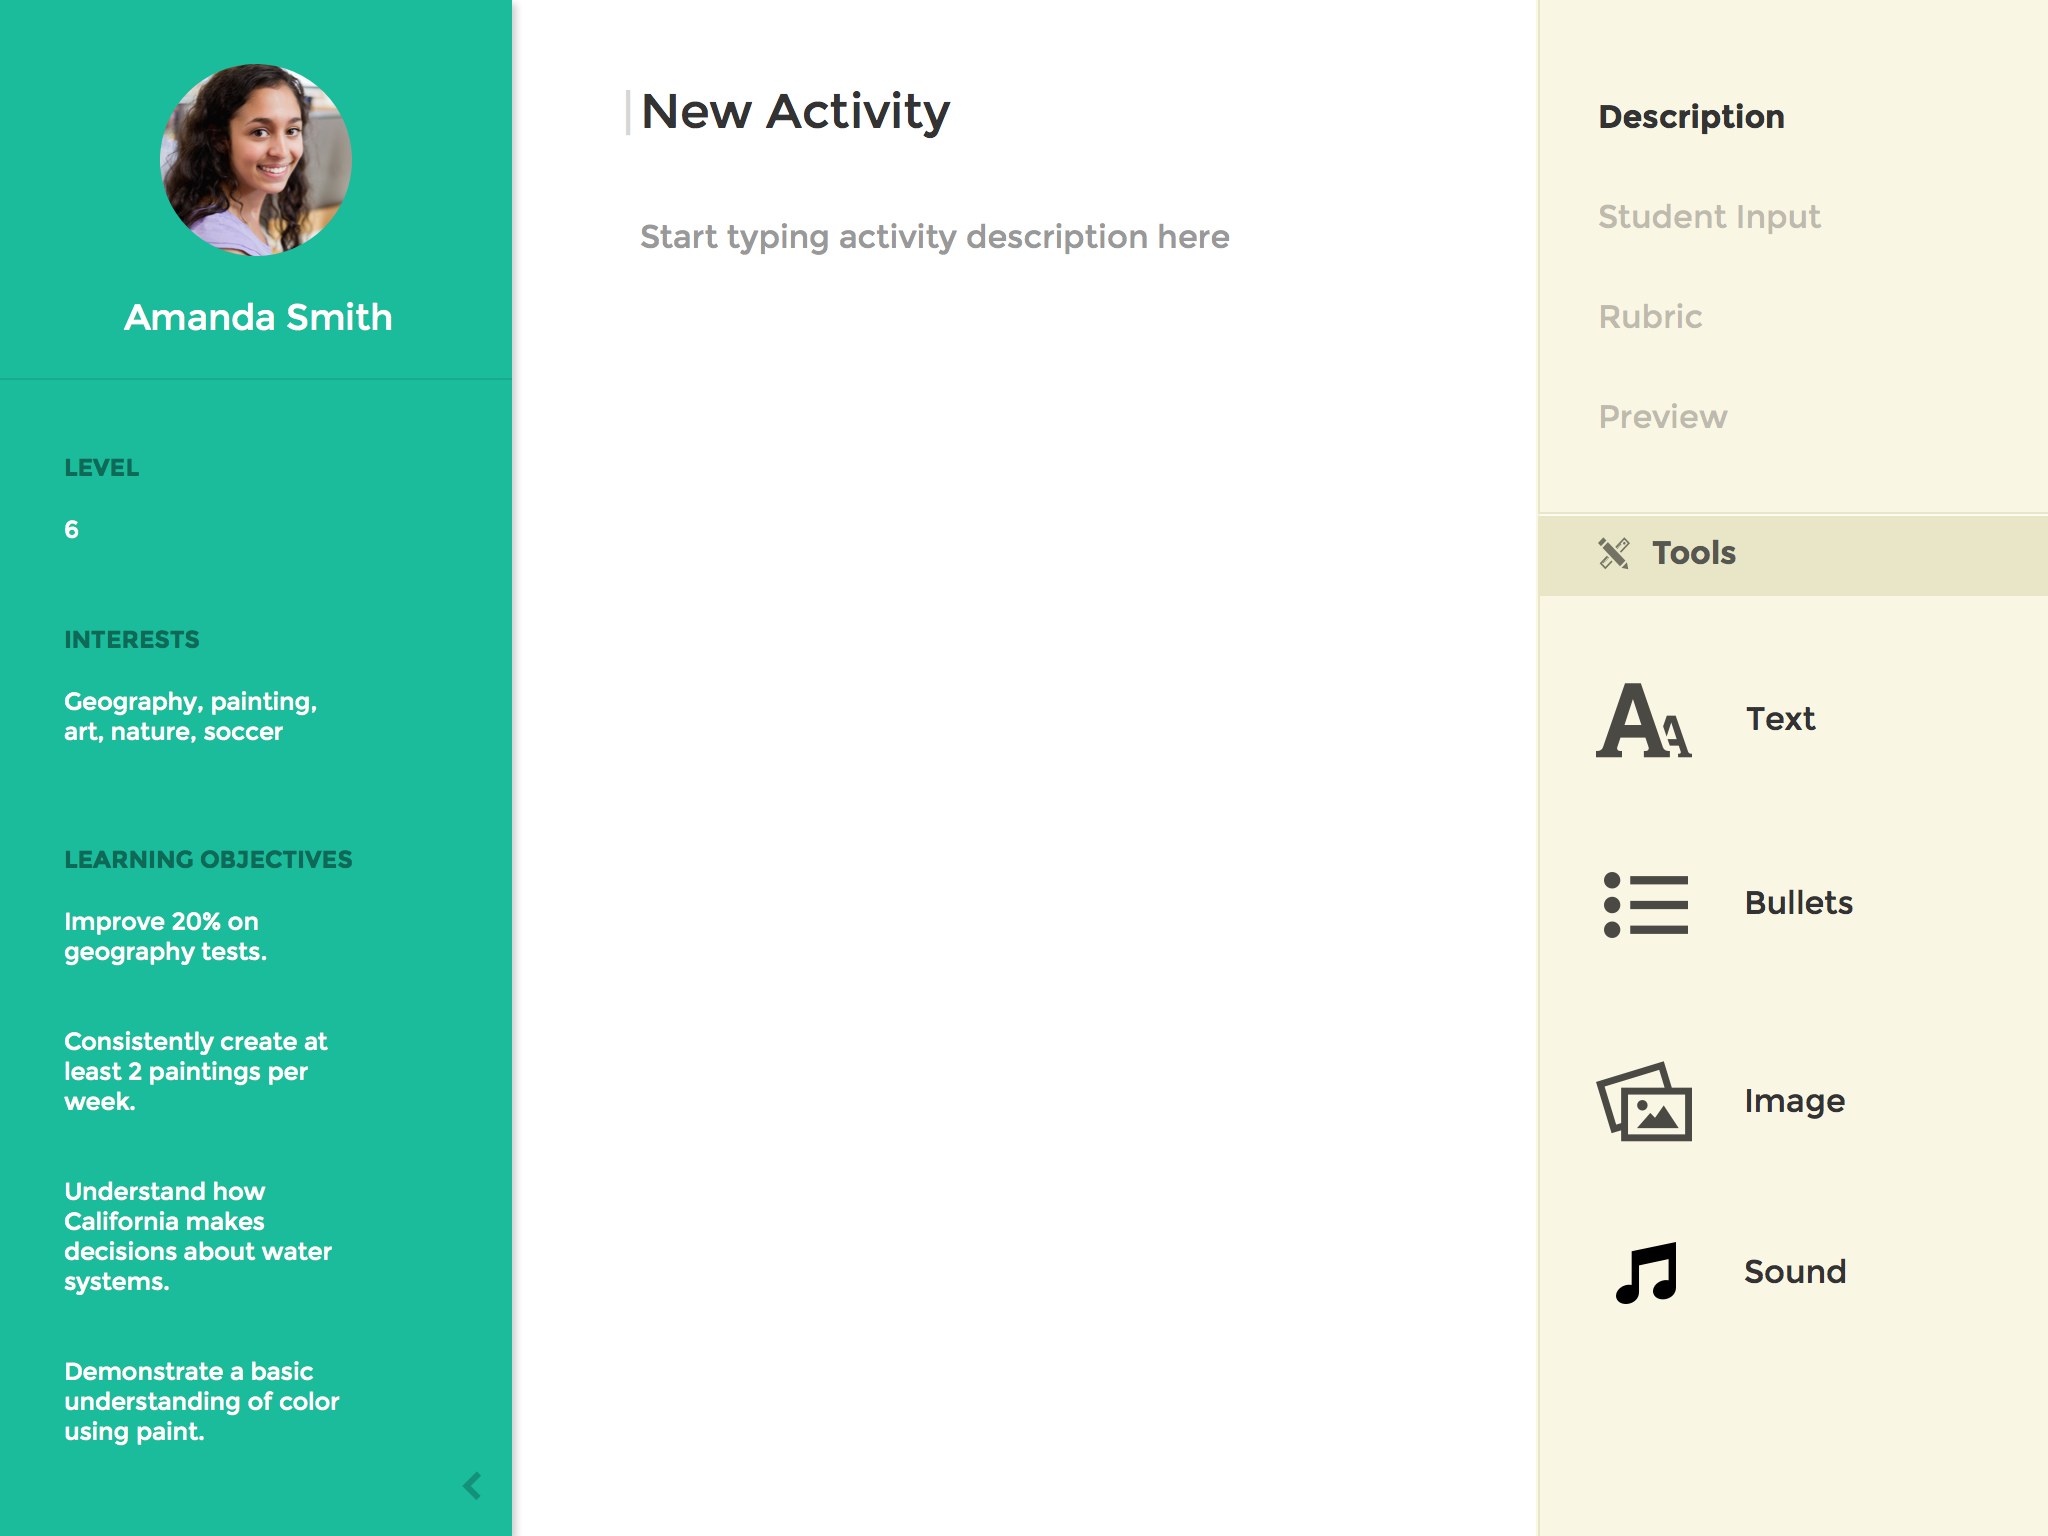 Amanda Smith
LEVEL
6
INTERESTS
Geography, painting,
art, nature, soccer
LEARNING OBJECTIVES
Improve 20% on
geography tests.
Consistently create at
least 2 paintings per
week.
Understand how
California makes
decisions about water
systems.
Demonstrate a basic
understanding of color
using paint.
New Activity
Start typing activity description here
Description
Student Input
Rubric
Preview
Tools
Text
Bullets
Image
Sound